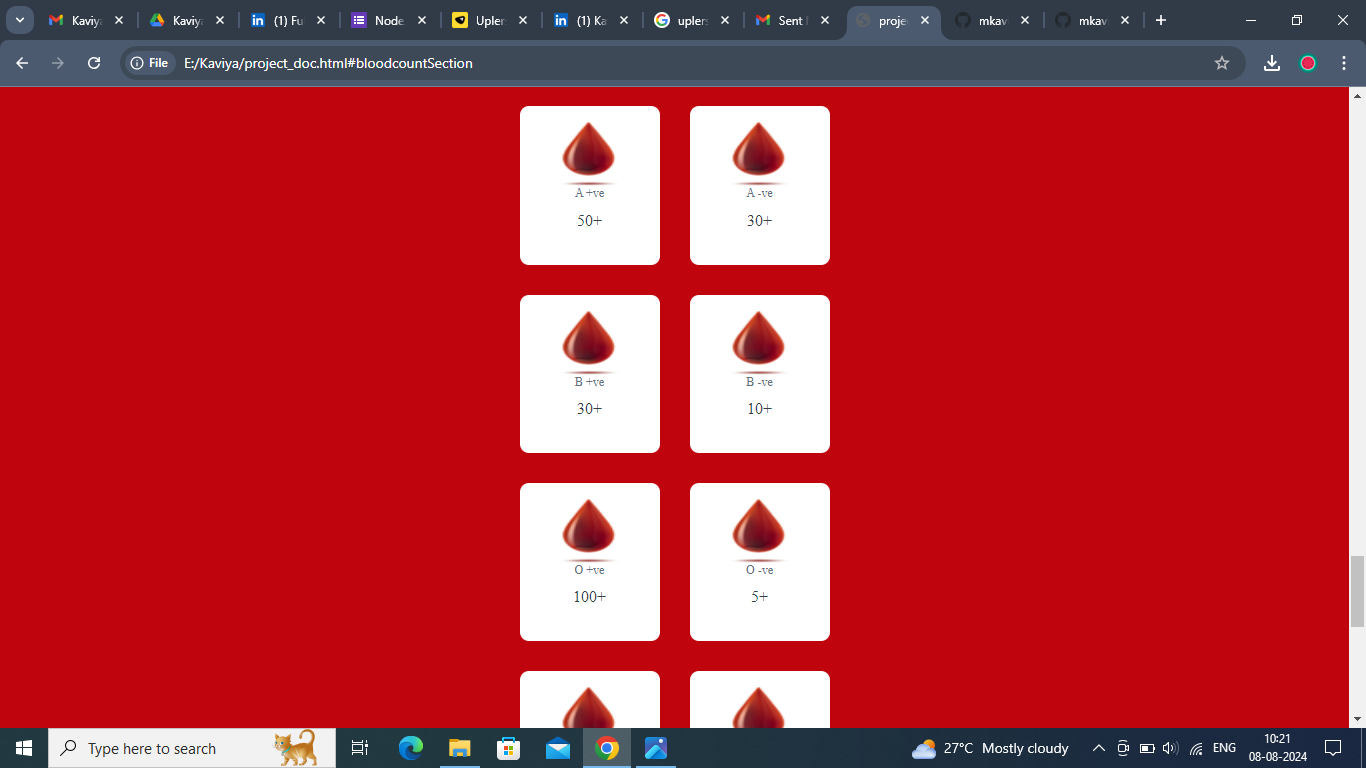 Kaviya
Kaviya
(1) Fu
Node
Upler
(1) Ka
uplers
Sent
proje
mkav
mkav
File
E:/Kaviya/project_doc.html#bloodcountSection
A +ve
A -ve
50+
30+
B +ve
B -ve
30+
10+
O +ve
O -ve
100+
5+
Type here to search
27°C Mostly cloudy
ENG
10:21
08-08-2024